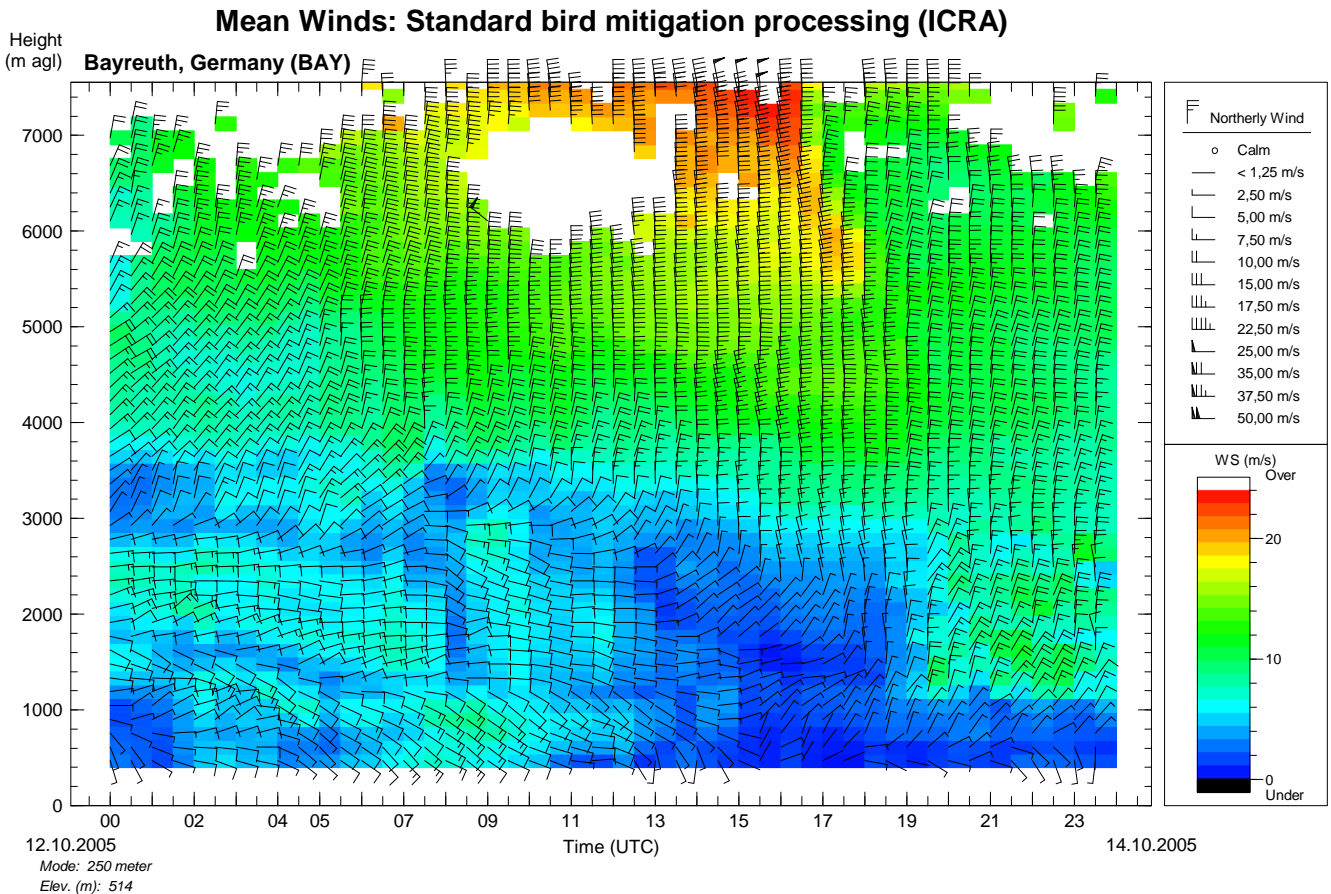 Mean Winds: Standard bird mitigation processing (ICRA)
Height
(m agl)
Bayreuth, Germany (BAY)
7000
6000
5000
4000
3000
2000
1000
0
00 02 05 07 09 11 13 15 17 19 21 23
12.10.2005
Time (UTC)
14.10.2005
Mode: 250 meter
Elev. (m): 514
Northerly Wind
Calm
< 1,25 m/s
2,50 m/s
5,00 m/s
7,50 m/s
10,00 m/s
15,00 m/s
17,50 m/s
22,50 m/s
25,00 m/s
35,00 m/s
37,50 m/s
50,00 m/s
WS (m/s)
Over
20
10
0
Under